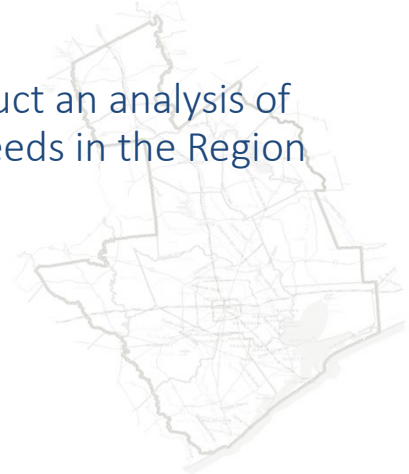 uct an analysis of
eeds in the Region